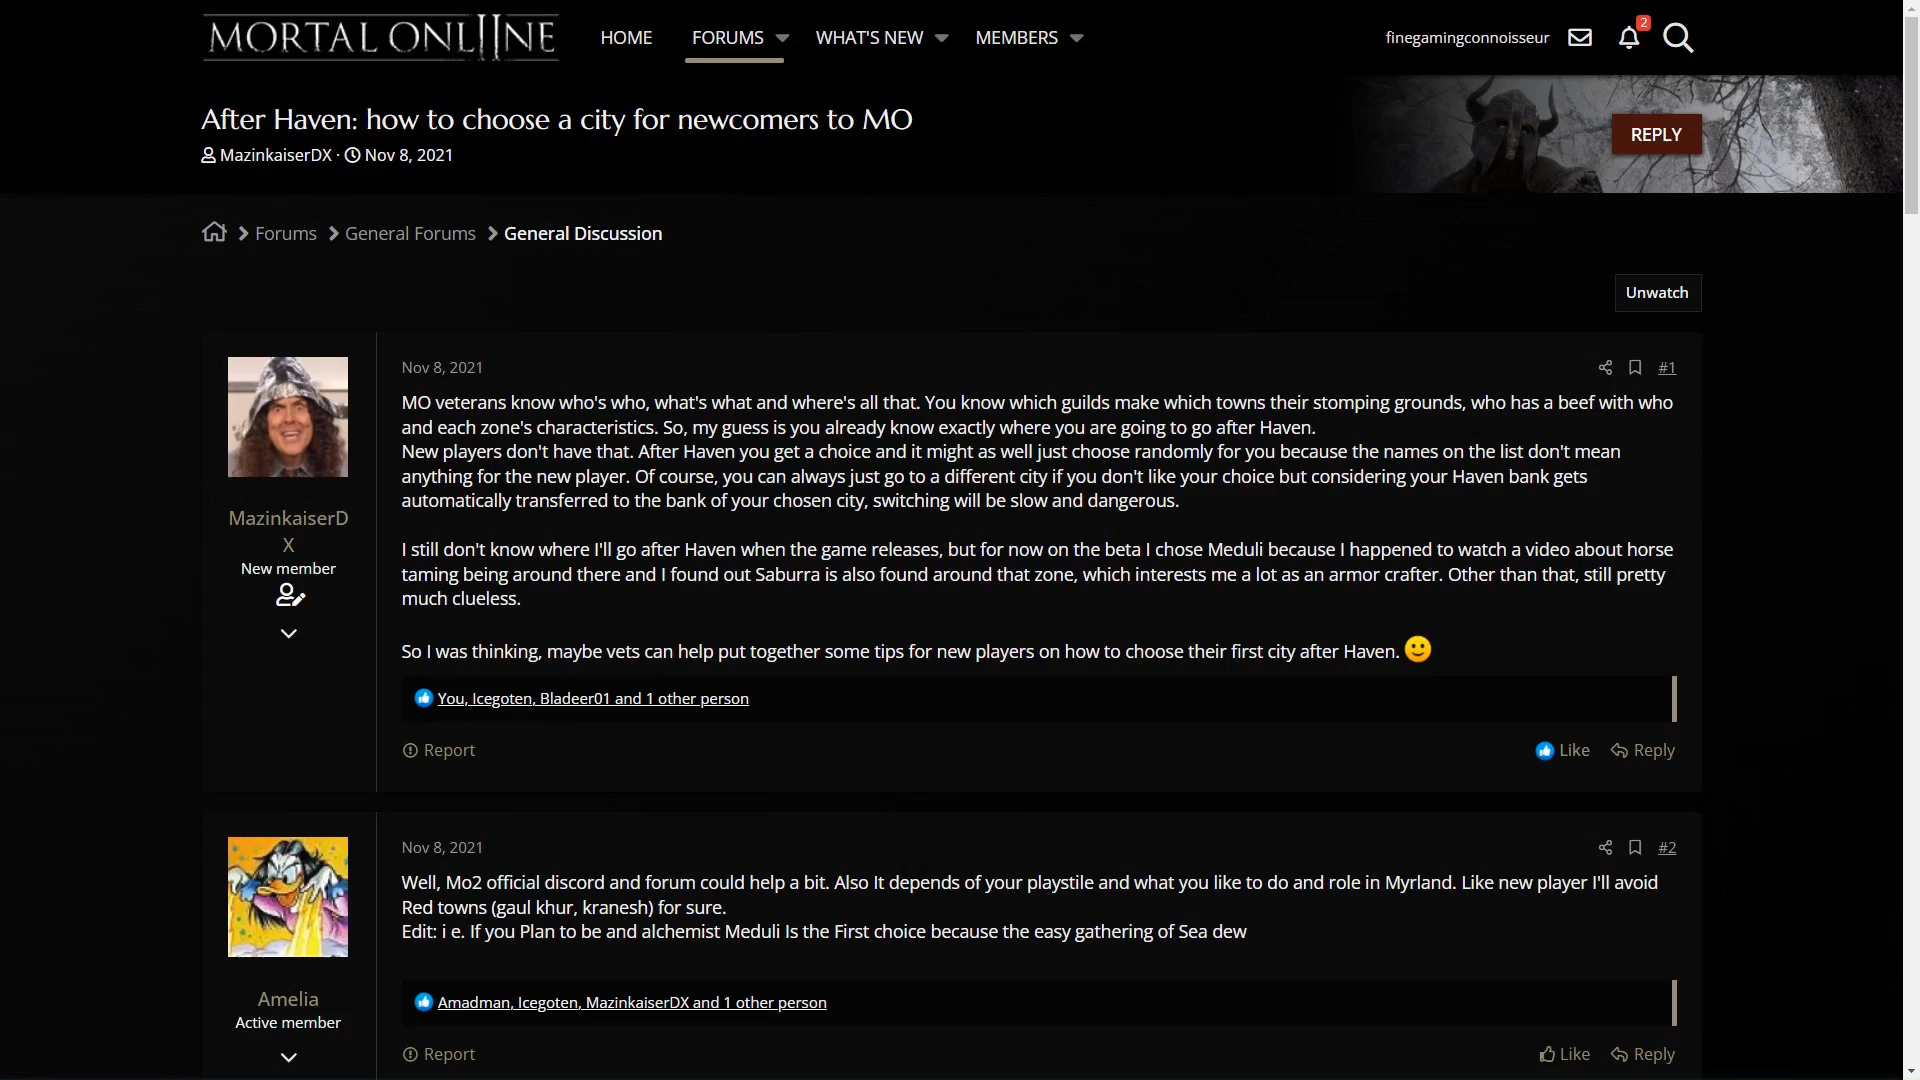 MORTAL ONLIINE
HOME
FORUMS
WHAT'S NEW
MEMBERS
finegamingconnoisseur
2
After Haven: how to choose a city for newcomers to MO
MazinkaiserDX · Nov 8, 2021
REPLY
Forums
General Forums
General Discussion
Unwatch
Nov 8, 2021
#1
MO veterans know who's who, what's what and where's all that. You know which guilds make which towns their stomping grounds, who has a beef with who
and each zone's characteristics. So, my guess is you already know exactly where you are going to go after Haven.
New players don't have that. After Haven you get a choice and it might as well just choose randomly for you because the names on the list don't mean
anything for the new player. Of course, you can always just go to a different city if you don't like your choice but considering your Haven bank gets
automatically transferred to the bank of your chosen city, switching will be slow and dangerous.
I still don't know where I'll go after Haven when the game releases, but for now on the beta I chose Meduli because I happened to watch a video about horse
taming being around there and I found out Saburra is also found around that zone, which interests me a lot as an armor crafter. Other than that, still pretty
much clueless.
So I was thinking, maybe vets can help put together some tips for new players on how to choose their first city after Haven.
MazinkaiserD
X
New member
You, Icegoten, Bladeer01 and 1 other person
Report
Like
Reply
Nov 8, 2021
#2
Well, Mo2 official discord and forum could help a bit. Also It depends of your playstile and what you like to do and role in Myrland. Like new player I'll avoid
Red towns (gaul khur, kranesh) for sure.
Edit: i e. If you Plan to be and alchemist Meduli Is the First choice because the easy gathering of Sea dew
Amelia
Active member
Amadman, Icegoten, MazinkaiserDX and 1 other person
Report
Like
Reply